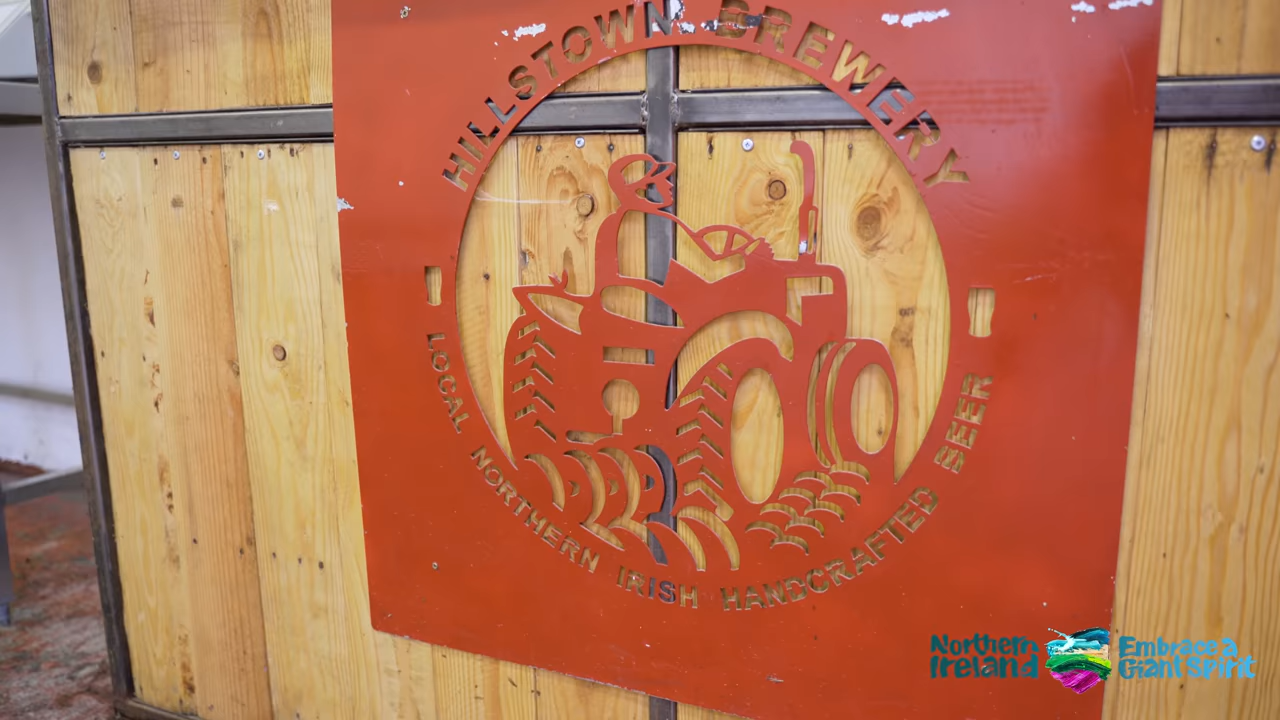 HILLSTOWN BREWERY
LOCAL NORTHERN IRISH HANDCRAFTED BEER
Northern Ireland
Embrace a Giant Spirit